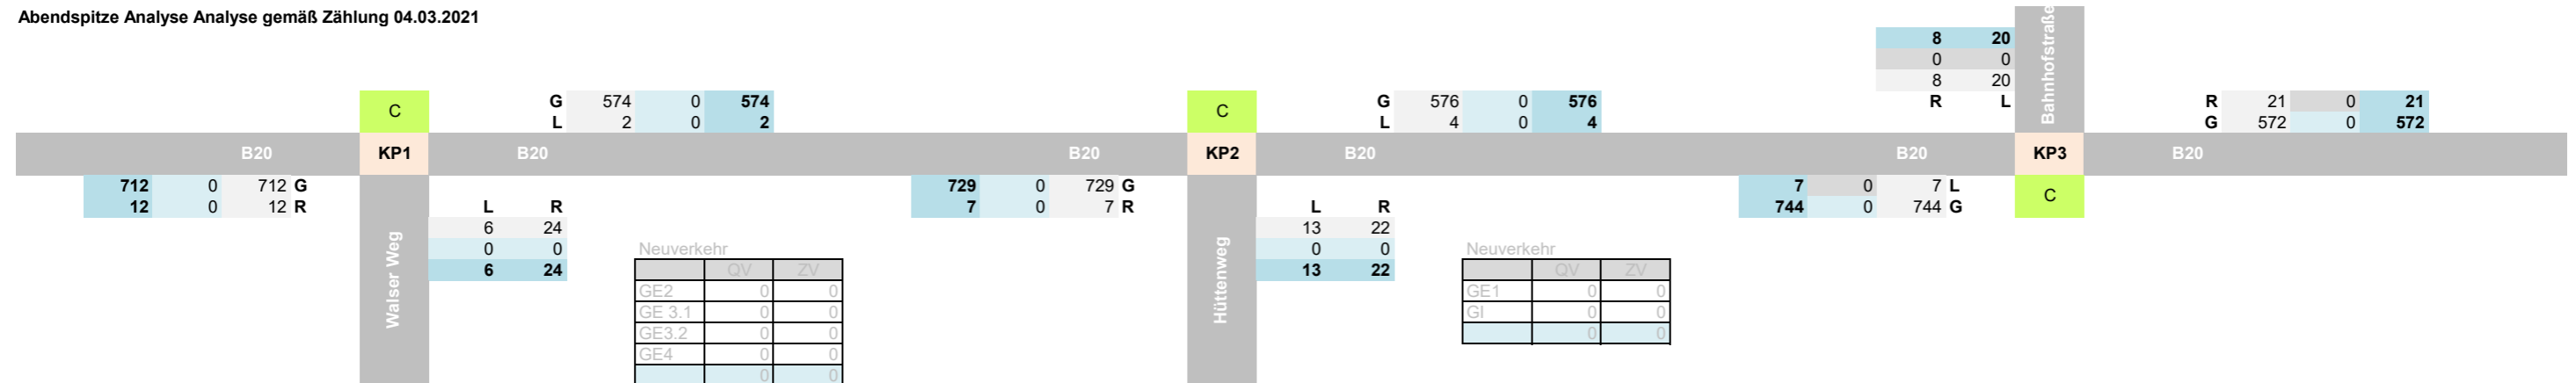 Abendspitze Analyse Analyse gemäß Zählung 04.03.2021
8 20
0 0
8 20
R L
Bahnhofstraße
C
G 574 0 574
L 2 0 2
C
G 576 0 576
L 4 0 4
R 21 0 21
G 572 0 572
B20 KP1 B20 B20 KP2 B20 B20 KP3 B20
712 0 712 G
12 0 12 R
729 0 729 G
7 0 7 R
7 0 7 L
744 0 744 G
C
Walser Weg
L R
6 24
0 0
6 24
Neuverkehr
QV ZV
GE2 0 0
GE 3.1 0 0
GE3.2 0 0
GE4 0 0
0 0
Hüttenweg
L R
13 22
0 0
13 22
Neuverkehr
QV ZV
GE1 0 0
GI 0 0
0 0